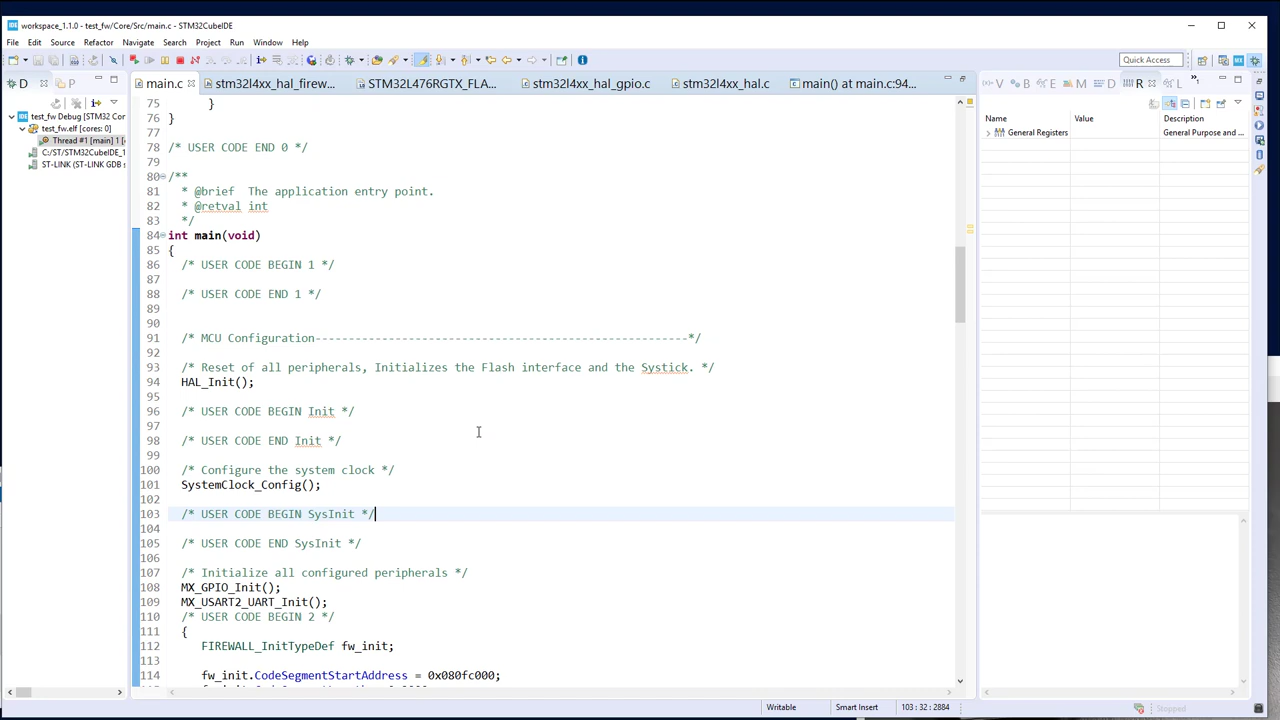 workspace_1.1.0 - test_fw/Core/Src/main.c - STM32CubeIDE
File Edit Source Refactor Navigate Search Project Run Window Help
Quick Access
D P
main.c stm32l4xx_hal_firew... STM32L476RGTX_FLA... stm32l4xx_hal_gpio.c stm32l4xx_hal.c main() at main.c:94...
V B E M D R L
test_fw Debug [STM32 Cor
test_fw.elf [cores: 0]
Thread #1 [main] 1 [
C:/ST/STM32CubeIDE_1
ST-LINK (ST-LINK GDB s
Name Value Description
General Registers General Purpose and ...
75 }
76 }
77
78 /* USER CODE END 0 */
79
80 /**
81 * @brief The application entry point.
82 * @retval int
83 */
84 int main(void)
85 {
86 /* USER CODE BEGIN 1 */
87
88 /* USER CODE END 1 */
89
90
91 /* MCU Configuration--------------------------------------------------------*/
92
93 /* Reset of all peripherals, Initializes the Flash interface and the Systick. */
94 HAL_Init();
95
96 /* USER CODE BEGIN Init */
97
98 /* USER CODE END Init */
99
100 /* Configure the system clock */
101 SystemClock_Config();
102
103 /* USER CODE BEGIN SysInit */
104
105 /* USER CODE END SysInit */
106
107 /* Initialize all configured peripherals */
108 MX_GPIO_Init();
109 MX_USART2_UART_Init();
110 /* USER CODE BEGIN 2 */
111 {
112 FIREWALL_InitTypeDef fw_init;
113
114 fw_init.CodeSegmentStartAddress = 0x080fc000;
Writable Smart Insert 103 : 32 : 2884 Stopped